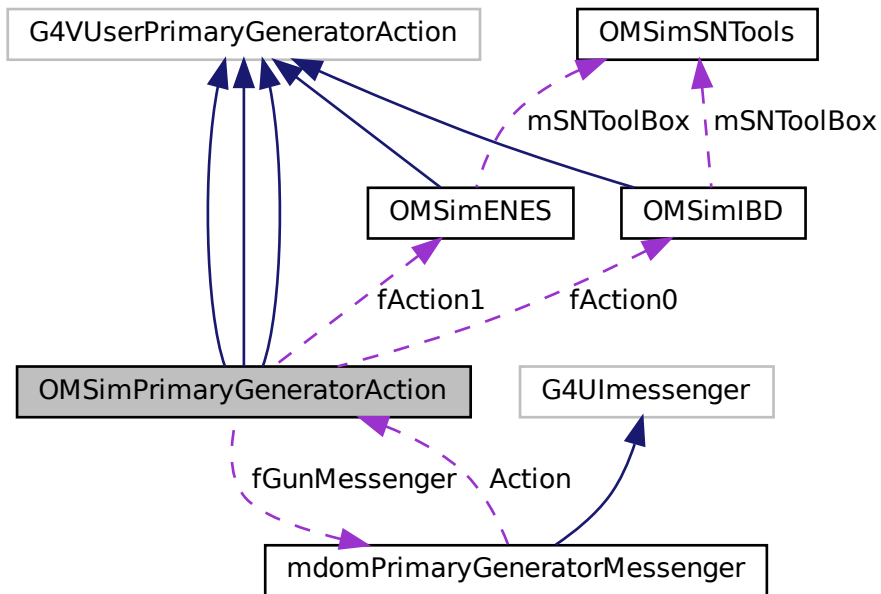 G4VUserPrimaryGeneratorAction
OMSimSNTools
mSNToolBox
mSNToolBox
OMSimENES
OMSimIBD
fAction1
fAction0
OMSimPrimaryGeneratorAction
G4UImessenger
fGunMessenger
Action
mdomPrimaryGeneratorMessenger